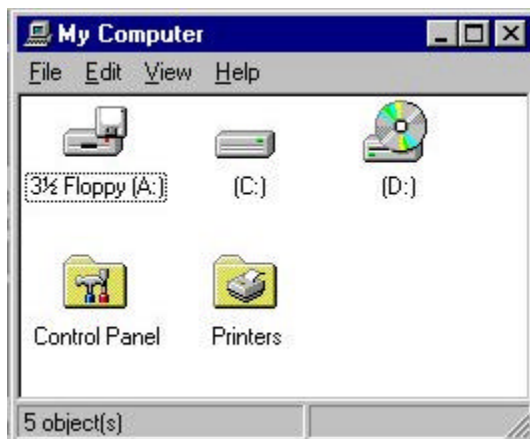 My Computer
File Edit View Help
3½ Floppy (A:) (C:) (D:)
Control Panel Printers
5 object(s)